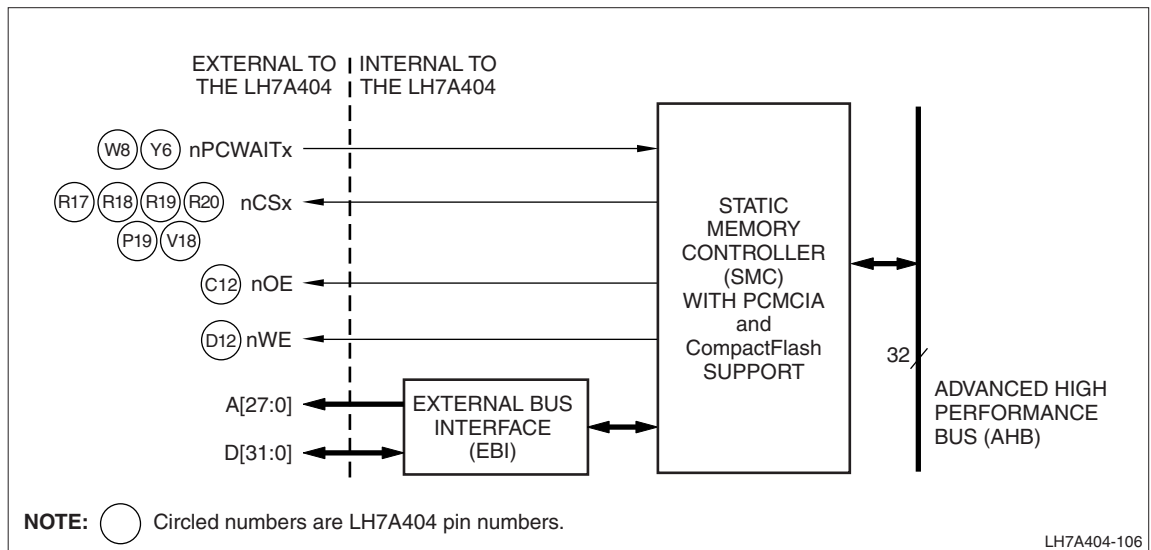 EXTERNAL TO
THE LH7A404
INTERNAL TO
THE LH7A404
W8 Y6 nPCWAITx
R17 R18 R19 R20 nCSx
P19 V18
C12 nOE
D12 nWE
A[27:0]
D[31:0]
EXTERNAL BUS
INTERFACE
(EBI)
STATIC
MEMORY
CONTROLLER
(SMC)
WITH PCMCIA
and
CompactFlash
SUPPORT
32
ADVANCED HIGH
PERFORMANCE
BUS (AHB)
NOTE: Circled numbers are LH7A404 pin numbers.
LH7A404-106